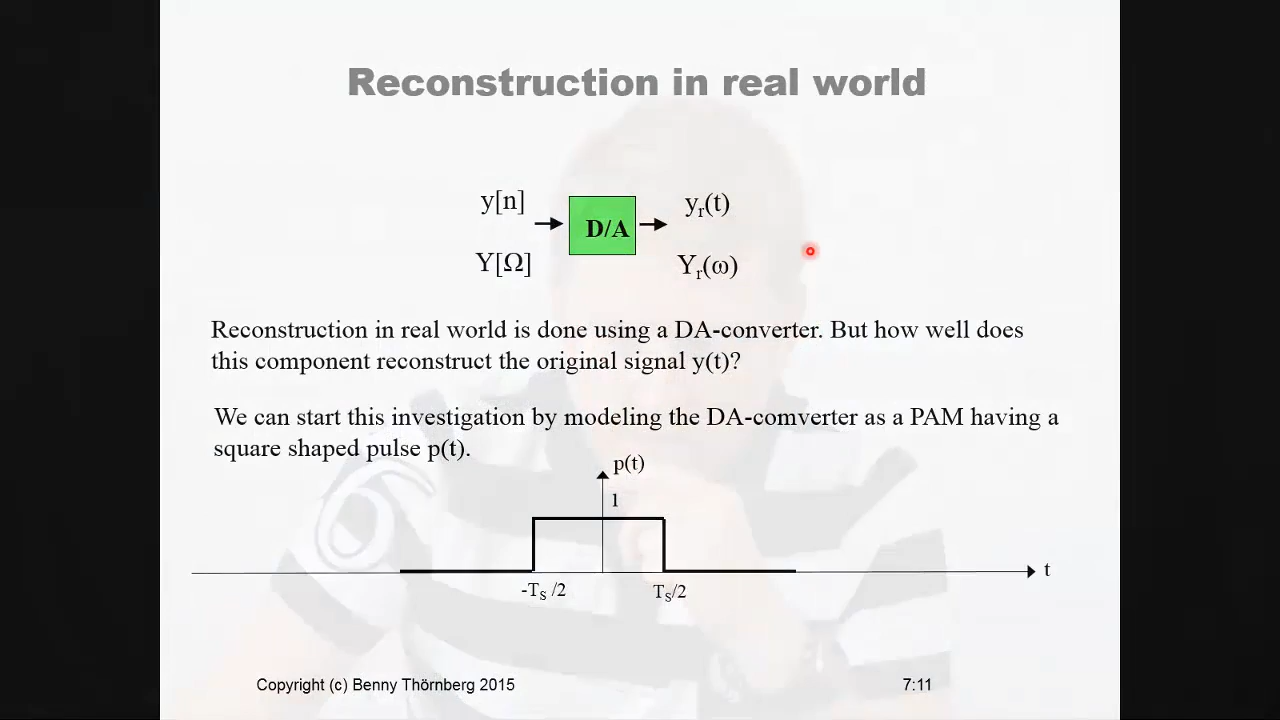 Reconstruction in real world
y[n]
D/A
yr(t)
Y[Ω]
Yr(ω)
Reconstruction in real world is done using a DA-converter. But how well does
this component reconstruct the original signal y(t)?
We can start this investigation by modeling the DA-comverter as a PAM having a
square shaped pulse p(t).
p(t)
1
t
-TS /2
TS/2
Copyright (c) Benny Thörnberg 2015
7:11